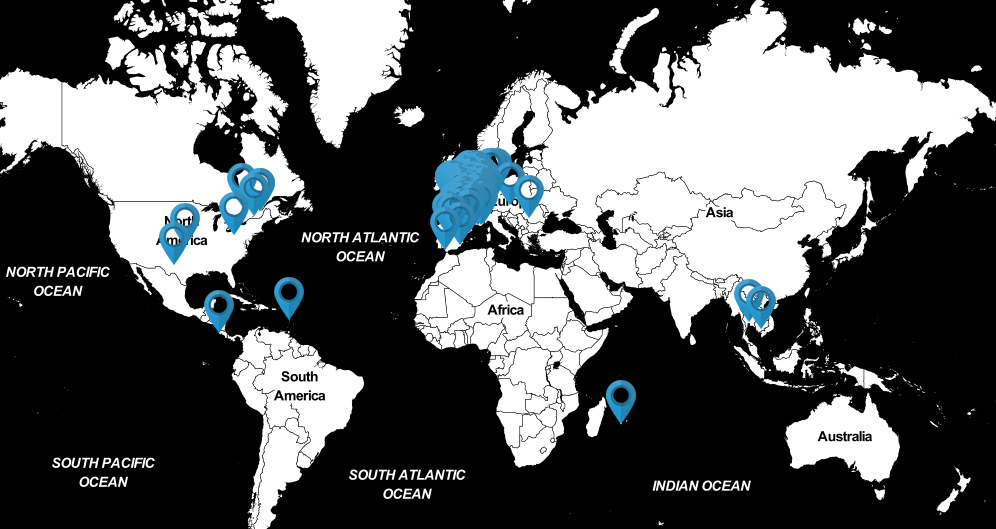 North
America
Europe
Asia
NORTH ATLANTIC
OCEAN
NORTH PACIFIC
OCEAN
Africa
South
America
Australia
SOUTH PACIFIC
OCEAN
SOUTH ATLANTIC
OCEAN
INDIAN OCEAN